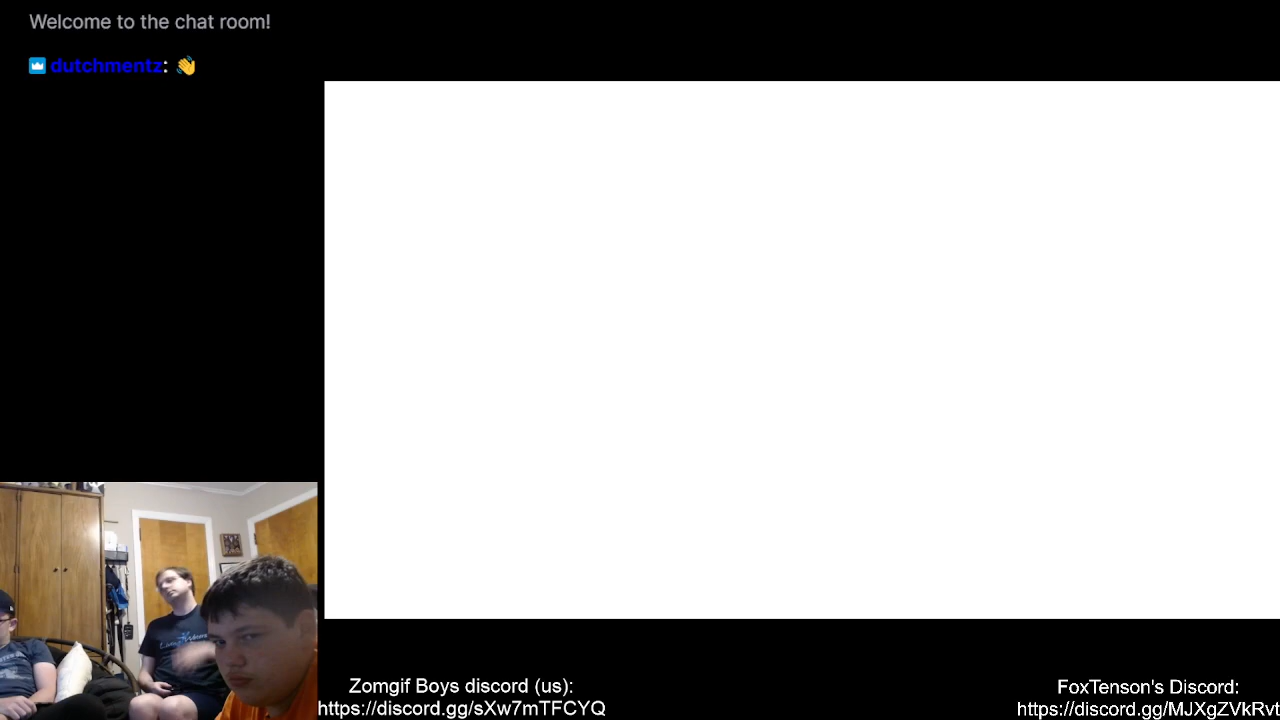 Welcome to the chat room!
dutchmentz: 👋
Zomgif Boys discord (us):
https://discord.gg/sXw7mTFCYQ
FoxTenson's Discord:
https://discord.gg/MJXgZVkRvt